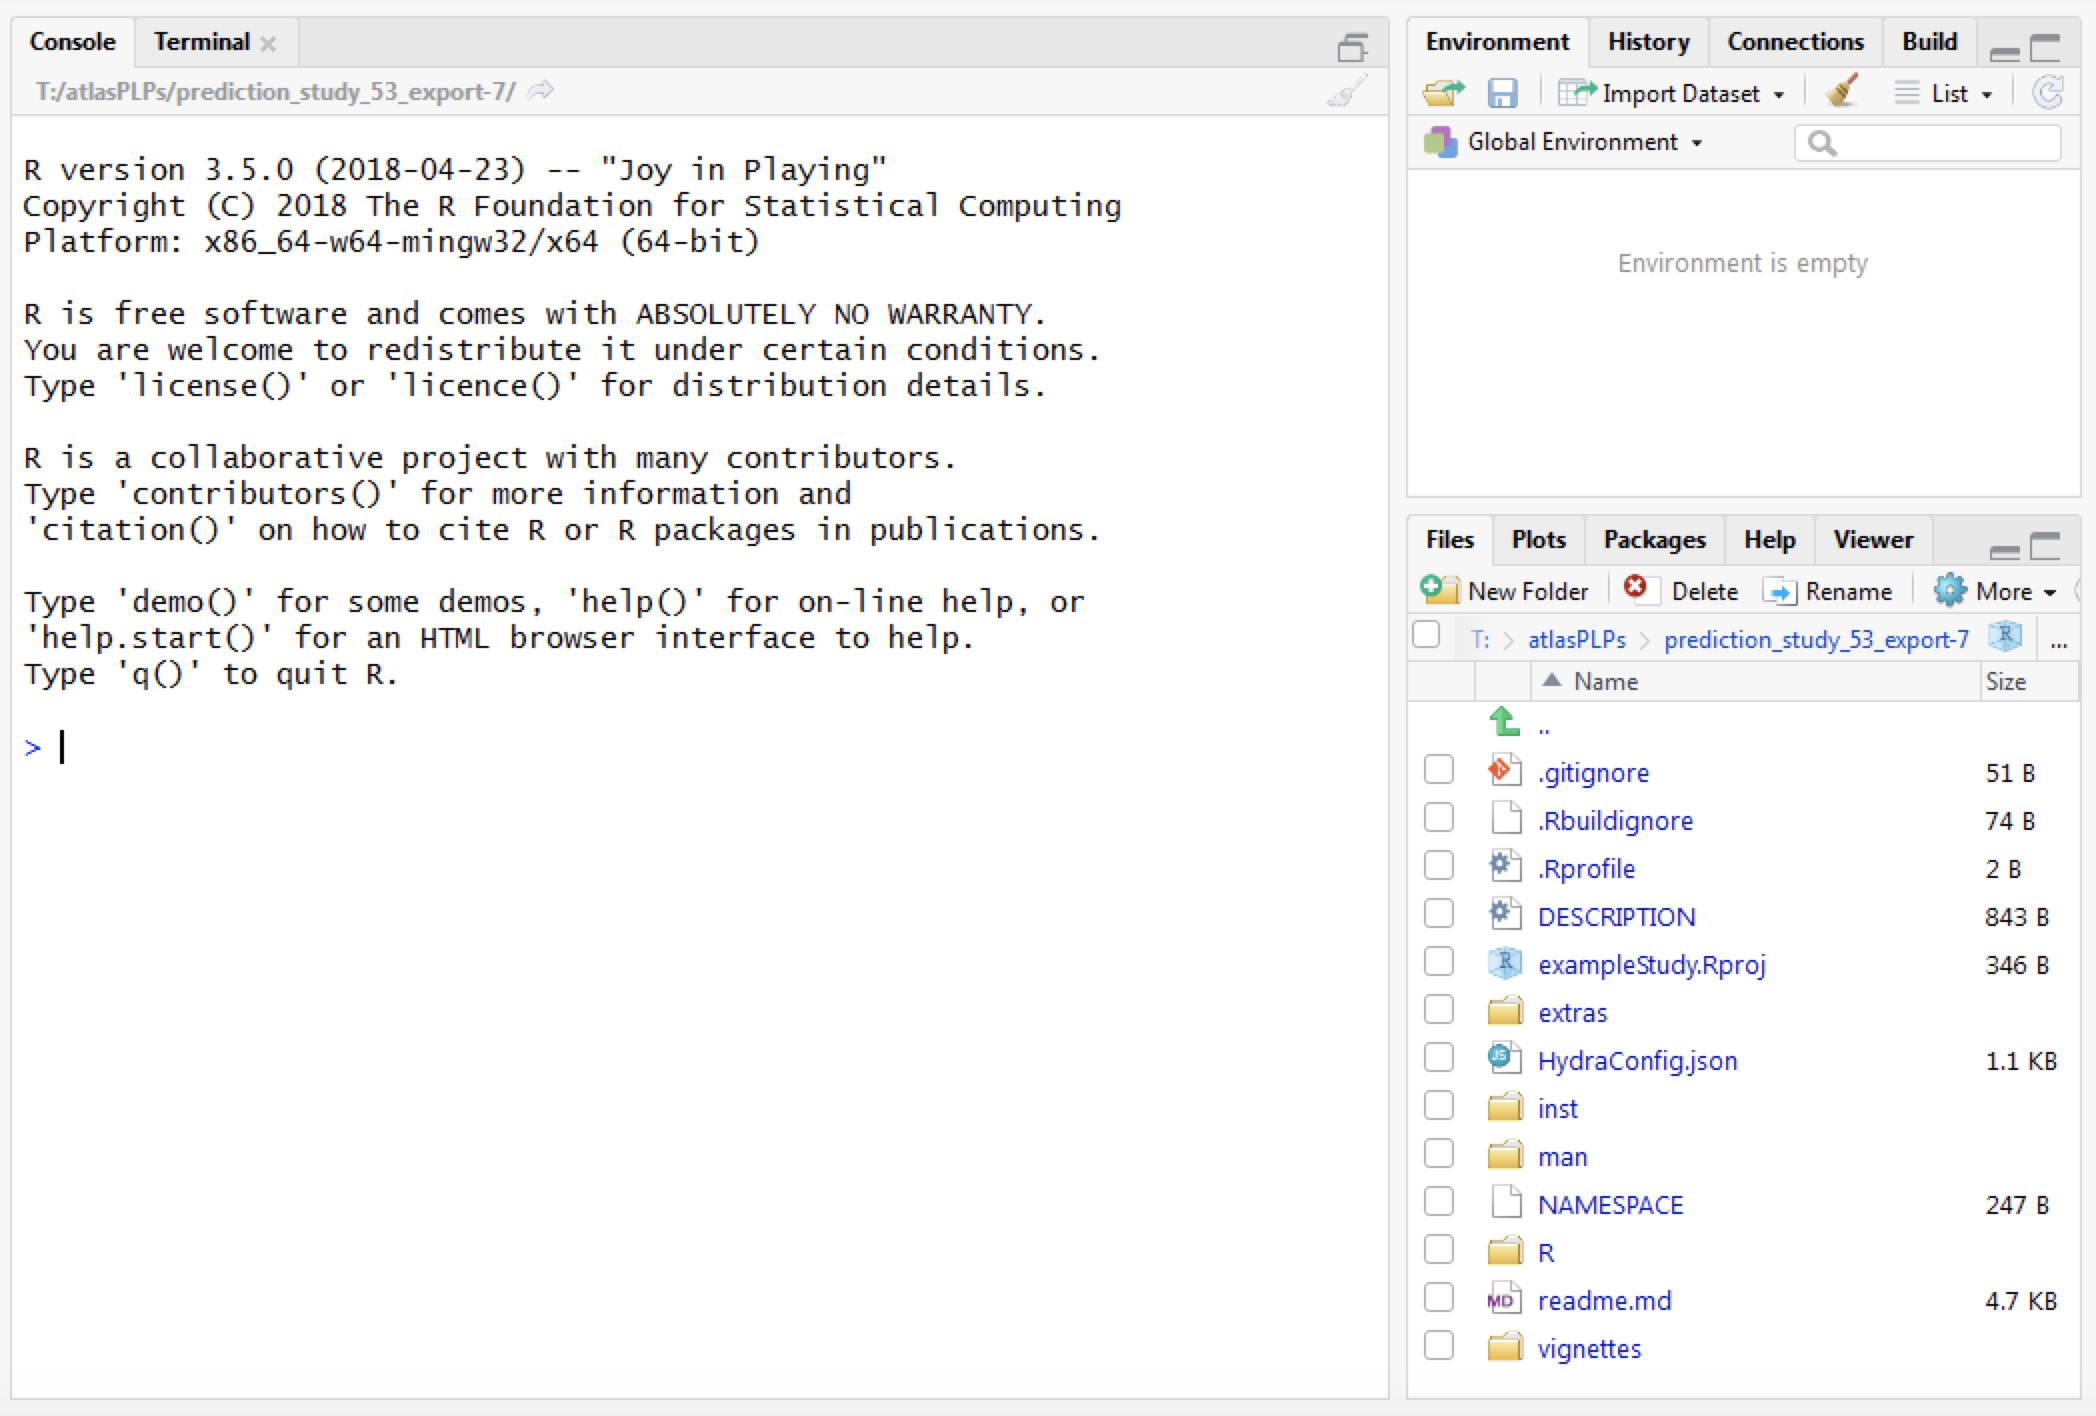 Console Terminal
T:/atlasPLPs/prediction_study_53_export-7/
R version 3.5.0 (2018-04-23) -- "Joy in Playing"
Copyright (C) 2018 The R Foundation for Statistical Computing
Platform: x86_64-w64-mingw32/x64 (64-bit)
R is free software and comes with ABSOLUTELY NO WARRANTY.
You are welcome to redistribute it under certain conditions.
Type 'license()' or 'licence()' for distribution details.
R is a collaborative project with many contributors.
Type 'contributors()' for more information and
'citation()' on how to cite R or R packages in publications.
Type 'demo()' for some demos, 'help()' for on-line help, or
'help.start()' for an HTML browser interface to help.
Type 'q()' to quit R.
>
Environment History Connections Build
Import Dataset List
Global Environment
Environment is empty
Files Plots Packages Help Viewer
New Folder Delete Rename More
T: > atlasPLPs > prediction_study_53_export-7 R ...
Name Size
..
.gitignore 51 B
.Rbuildignore 74 B
.Rprofile 2 B
DESCRIPTION 843 B
R exampleStudy.Rproj 346 B
extras
JS HydraConfig.json 1.1 KB
inst
man
NAMESPACE 247 B
R
MD readme.md 4.7 KB
vignettes